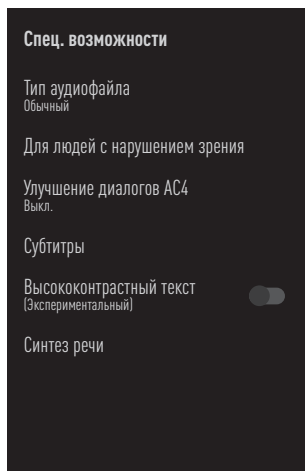 Спец. возможности
Тип аудиофайла
Обычный
Для людей с нарушением зрения
Улучшение диалогов AC4
Выкл.
Субтитры
Высококонтрастный текст
(Экспериментальный)
Синтез речи